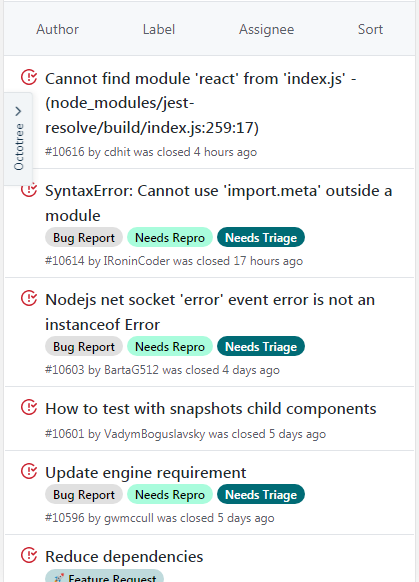 Author Label Assignee Sort
Cannot find module 'react' from 'index.js' -
(node_modules/jest-
resolve/build/index.js:259:17)
#10616 by cdhit was closed 4 hours ago
Octotree
SyntaxError: Cannot use 'import.meta' outside a
module
Bug Report Needs Repro Needs Triage
#10614 by IRoninCoder was closed 17 hours ago
Nodejs net socket 'error' event error is not an
instanceof Error
Bug Report Needs Repro Needs Triage
#10603 by BartaG512 was closed 4 days ago
How to test with snapshots child components
#10601 by VadymBoguslavsky was closed 5 days ago
Update engine requirement
Bug Report Needs Repro Needs Triage
#10596 by gwmccull was closed 5 days ago
Reduce dependencies
🚀 Feature Request